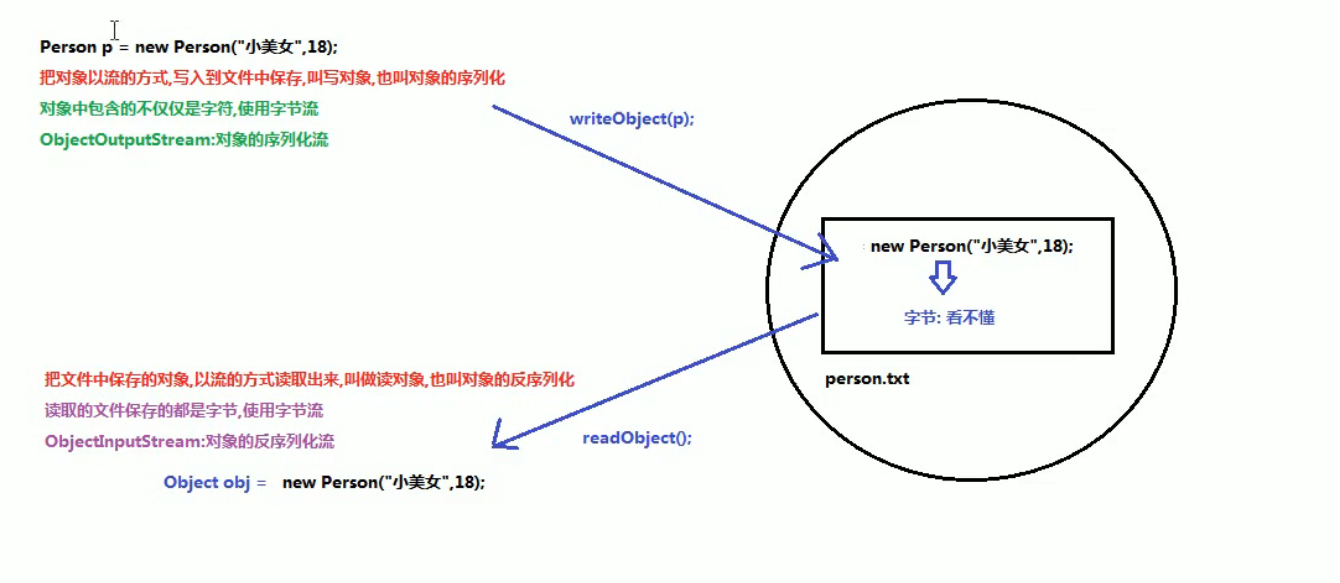 Person p = new Person("小美女",18);
把对象以流的方式,写入到文件中保存,叫写对象,也叫对象的序列化
对象中包含的不仅仅是字符,使用字节流
ObjectOutputStream:对象的序列化流
writeObject(p);
new Person("小美女",18);
字节: 看不懂
person.txt
把文件中保存的对象,以流的方式读取出来,叫做读对象,也叫对象的反序列化
读取的文件保存的都是字节,使用字节流
ObjectInputStream:对象的反序列化流
readObject();
Object obj = new Person("小美女",18);